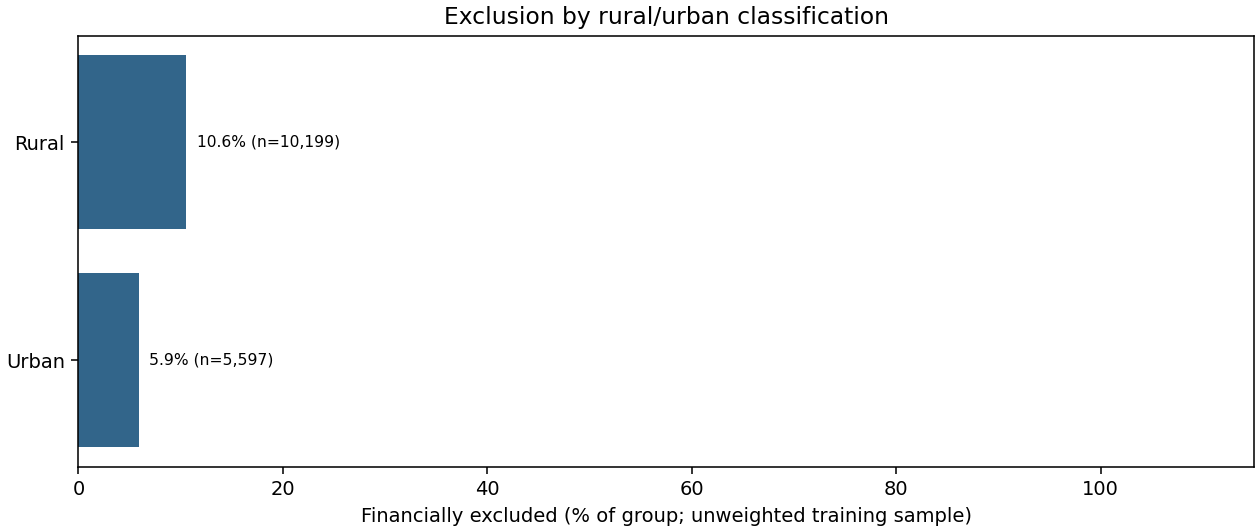 Exclusion by rural/urban classification
Rural
10.6% (n=10,199)
Urban
5.9% (n=5,597)
0 20 40 60 80 100
Financially excluded (% of group; unweighted training sample)